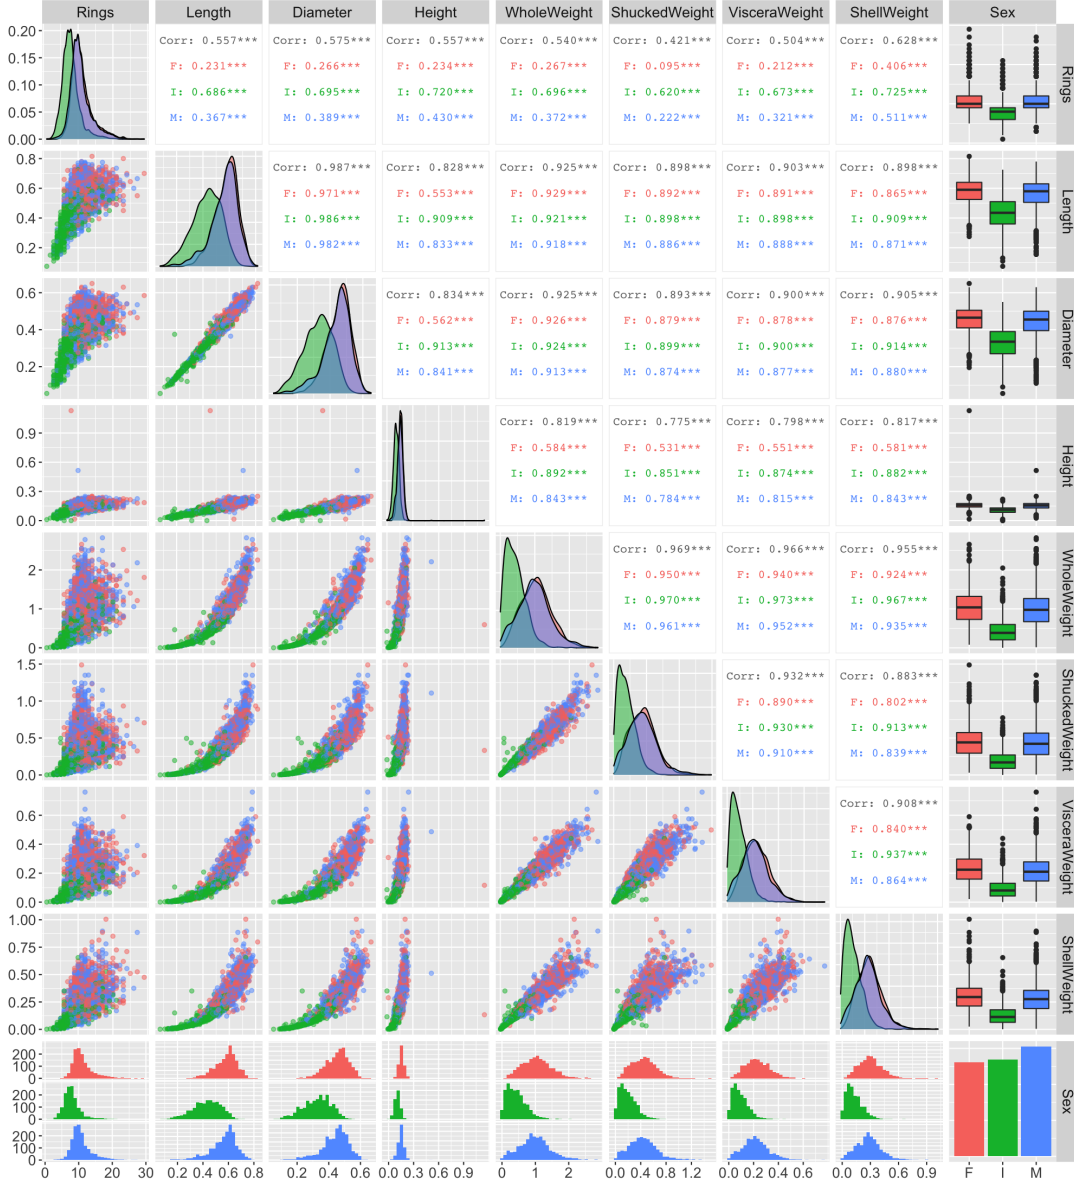 Rings Length Diameter Height WholeWeight ShuckedWeight VisceraWeight ShellWeight Sex
0.20
0.15
0.10
0.05
0.00
Corr: 0.557*** Corr: 0.575*** Corr: 0.557*** Corr: 0.540*** Corr: 0.421*** Corr: 0.504*** Corr: 0.628***
F: 0.231*** F: 0.266*** F: 0.234*** F: 0.267*** F: 0.095*** F: 0.212*** F: 0.406***
I: 0.686*** I: 0.695*** I: 0.720*** I: 0.696*** I: 0.620*** I: 0.673*** I: 0.725***
M: 0.367*** M: 0.389*** M: 0.430*** M: 0.372*** M: 0.222*** M: 0.321*** M: 0.511***
Rings
0.8
0.6
0.4
0.2
Corr: 0.987*** Corr: 0.828*** Corr: 0.925*** Corr: 0.898*** Corr: 0.903*** Corr: 0.898***
F: 0.971*** F: 0.553*** F: 0.929*** F: 0.892*** F: 0.891*** F: 0.865***
I: 0.986*** I: 0.909*** I: 0.921*** I: 0.898*** I: 0.898*** I: 0.909***
M: 0.982*** M: 0.833*** M: 0.918*** M: 0.886*** M: 0.888*** M: 0.871***
Length
0.6
0.4
0.2
Corr: 0.834*** Corr: 0.925*** Corr: 0.893*** Corr: 0.900*** Corr: 0.905***
F: 0.562*** F: 0.926*** F: 0.879*** F: 0.878*** F: 0.876***
I: 0.913*** I: 0.924*** I: 0.899*** I: 0.900*** I: 0.914***
M: 0.841*** M: 0.913*** M: 0.874*** M: 0.877*** M: 0.880***
Diameter
0.9
0.6
0.3
0.0
Corr: 0.819*** Corr: 0.775*** Corr: 0.798*** Corr: 0.817***
F: 0.584*** F: 0.531*** F: 0.551*** F: 0.581***
I: 0.892*** I: 0.851*** I: 0.874*** I: 0.882***
M: 0.843*** M: 0.784*** M: 0.815*** M: 0.843***
Height
2
1
0
Corr: 0.969*** Corr: 0.966*** Corr: 0.955***
F: 0.950*** F: 0.940*** F: 0.924***
I: 0.970*** I: 0.973*** I: 0.967***
M: 0.961*** M: 0.952*** M: 0.935***
WholeWeight
1.5
1.0
0.5
0.0
Corr: 0.932*** Corr: 0.883***
F: 0.890*** F: 0.802***
I: 0.930*** I: 0.913***
M: 0.910*** M: 0.839***
ShuckedWeight
0.6
0.4
0.2
0.0
Corr: 0.908***
F: 0.840***
I: 0.937***
M: 0.864***
VisceraWeight
1.00
0.75
0.50
0.25
0.00
ShellWeight
200
100
0
200
100
0
200
100
0
Sex
0 10 20 30 0.2 0.4 0.6 0.8 0.2 0.4 0.6 0.0 0.3 0.6 0.9 0 1 2 0.0 0.4 0.8 1.2 0.0 0.2 0.4 0.6 0.0 0.3 0.6 0.9 F I M